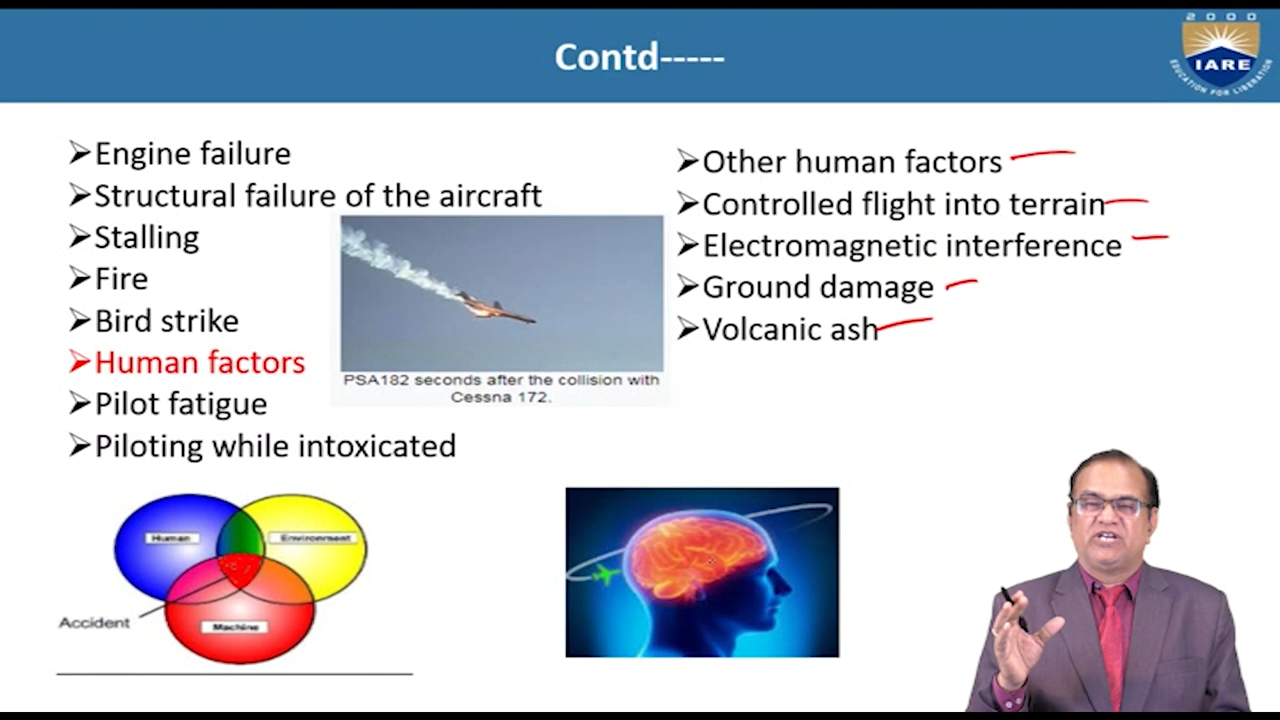 Contd-----
2000
IARE
EDUCATION FOR LIBERATION
➢Engine failure
➢Structural failure of the aircraft
➢Stalling
➢Fire
➢Bird strike
➢Human factors
➢Pilot fatigue
➢Piloting while intoxicated
PSA182 seconds after the collision with
Cessna 172.
➢Other human factors
➢Controlled flight into terrain
➢Electromagnetic interference
➢Ground damage
➢Volcanic ash
Human
Environment
Accident
Machine